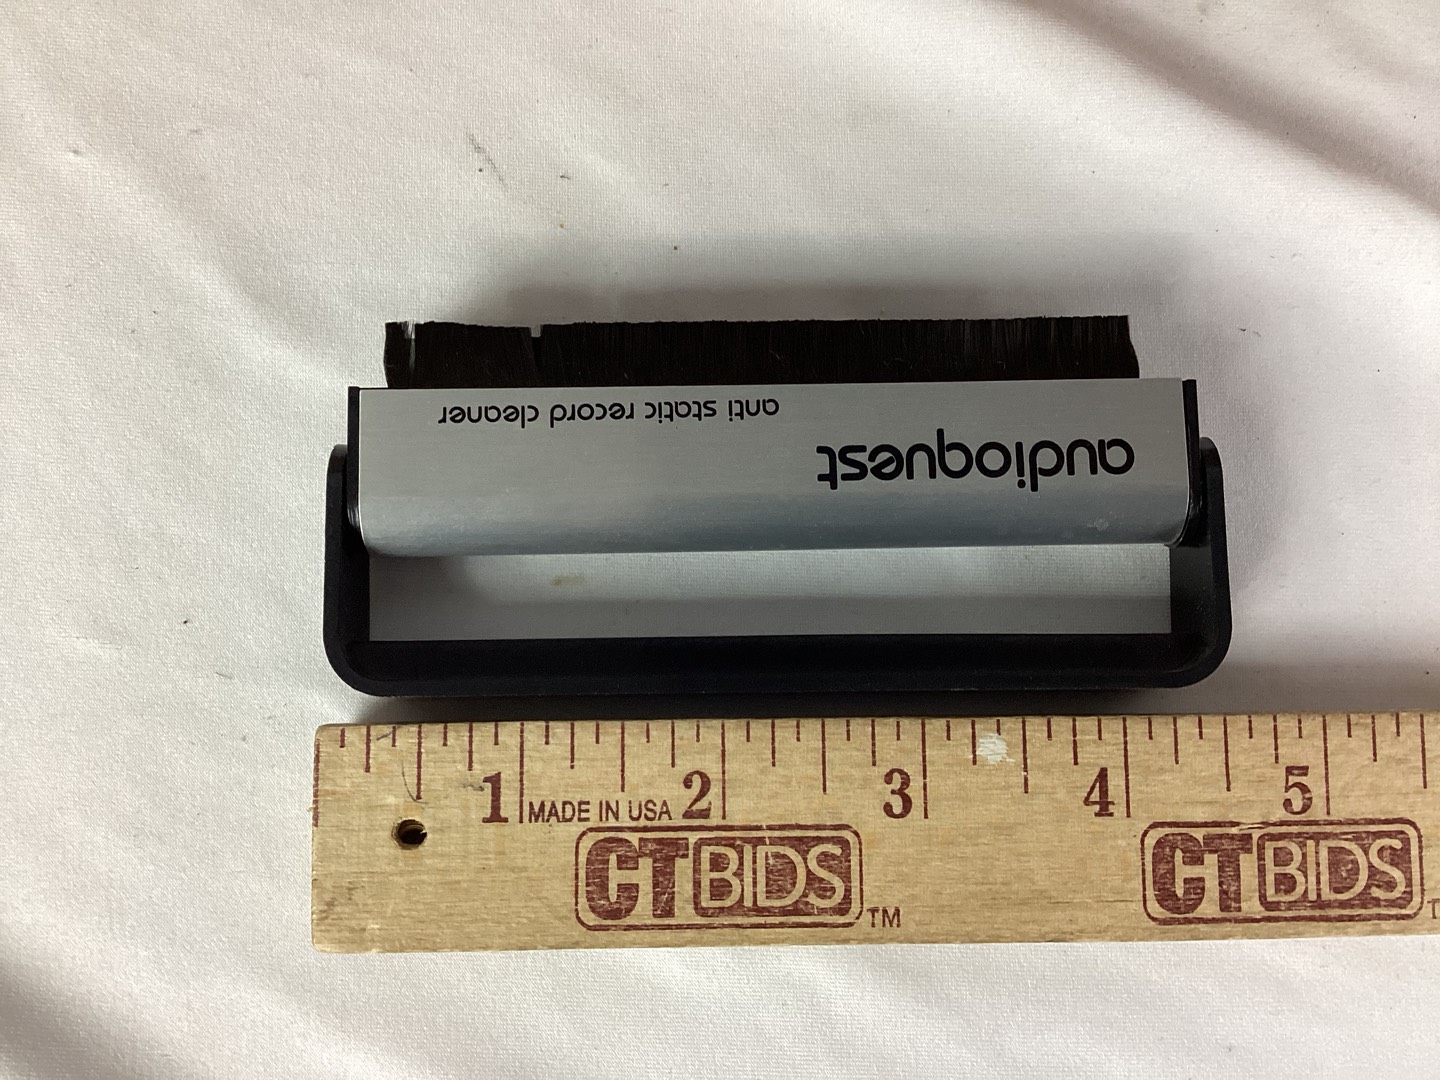 audioquest
anti static record cleaner
1 2 3 4 5
MADE IN USA
CTBIDS TM
CTBIDS